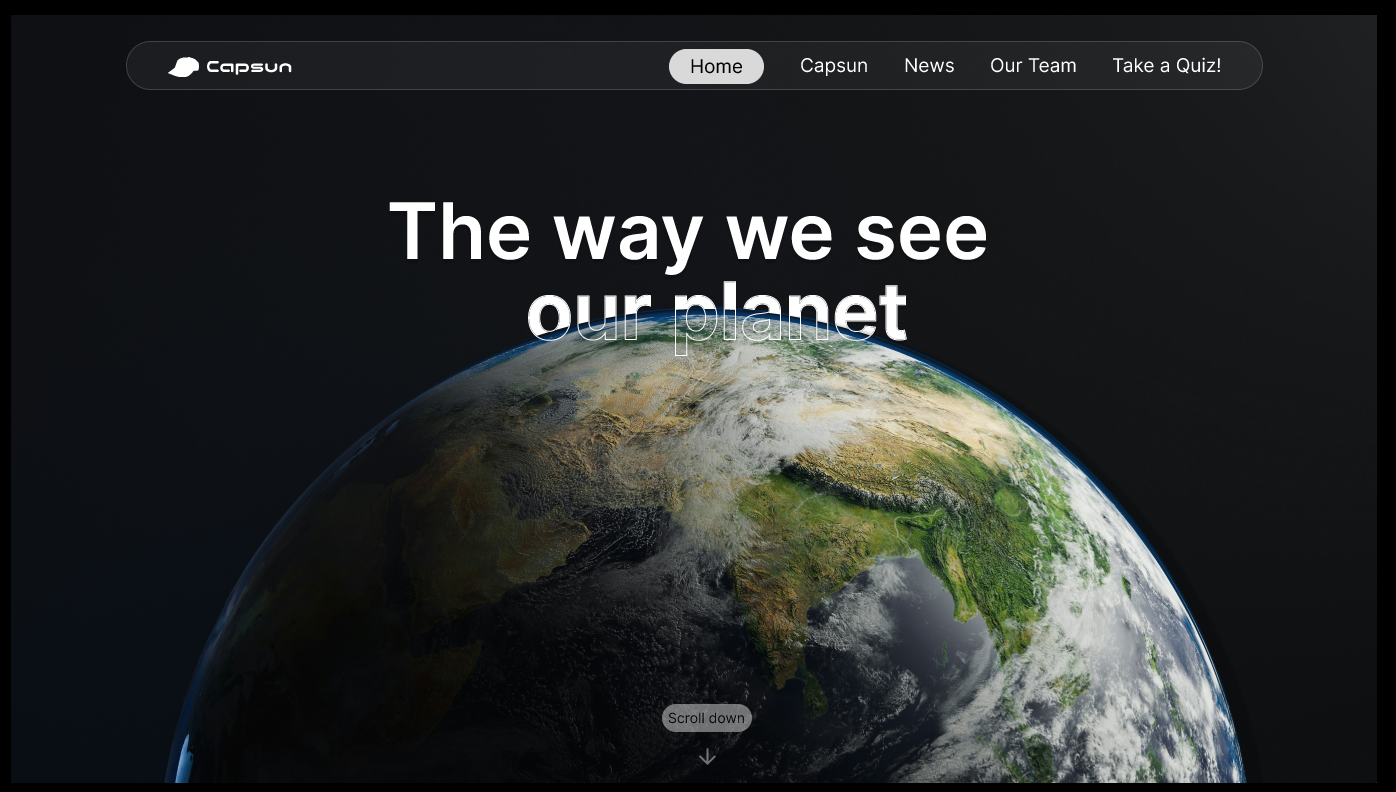 Capsun
Home Capsun News Our Team Take a Quiz!
The way we see
our planet
Scroll down